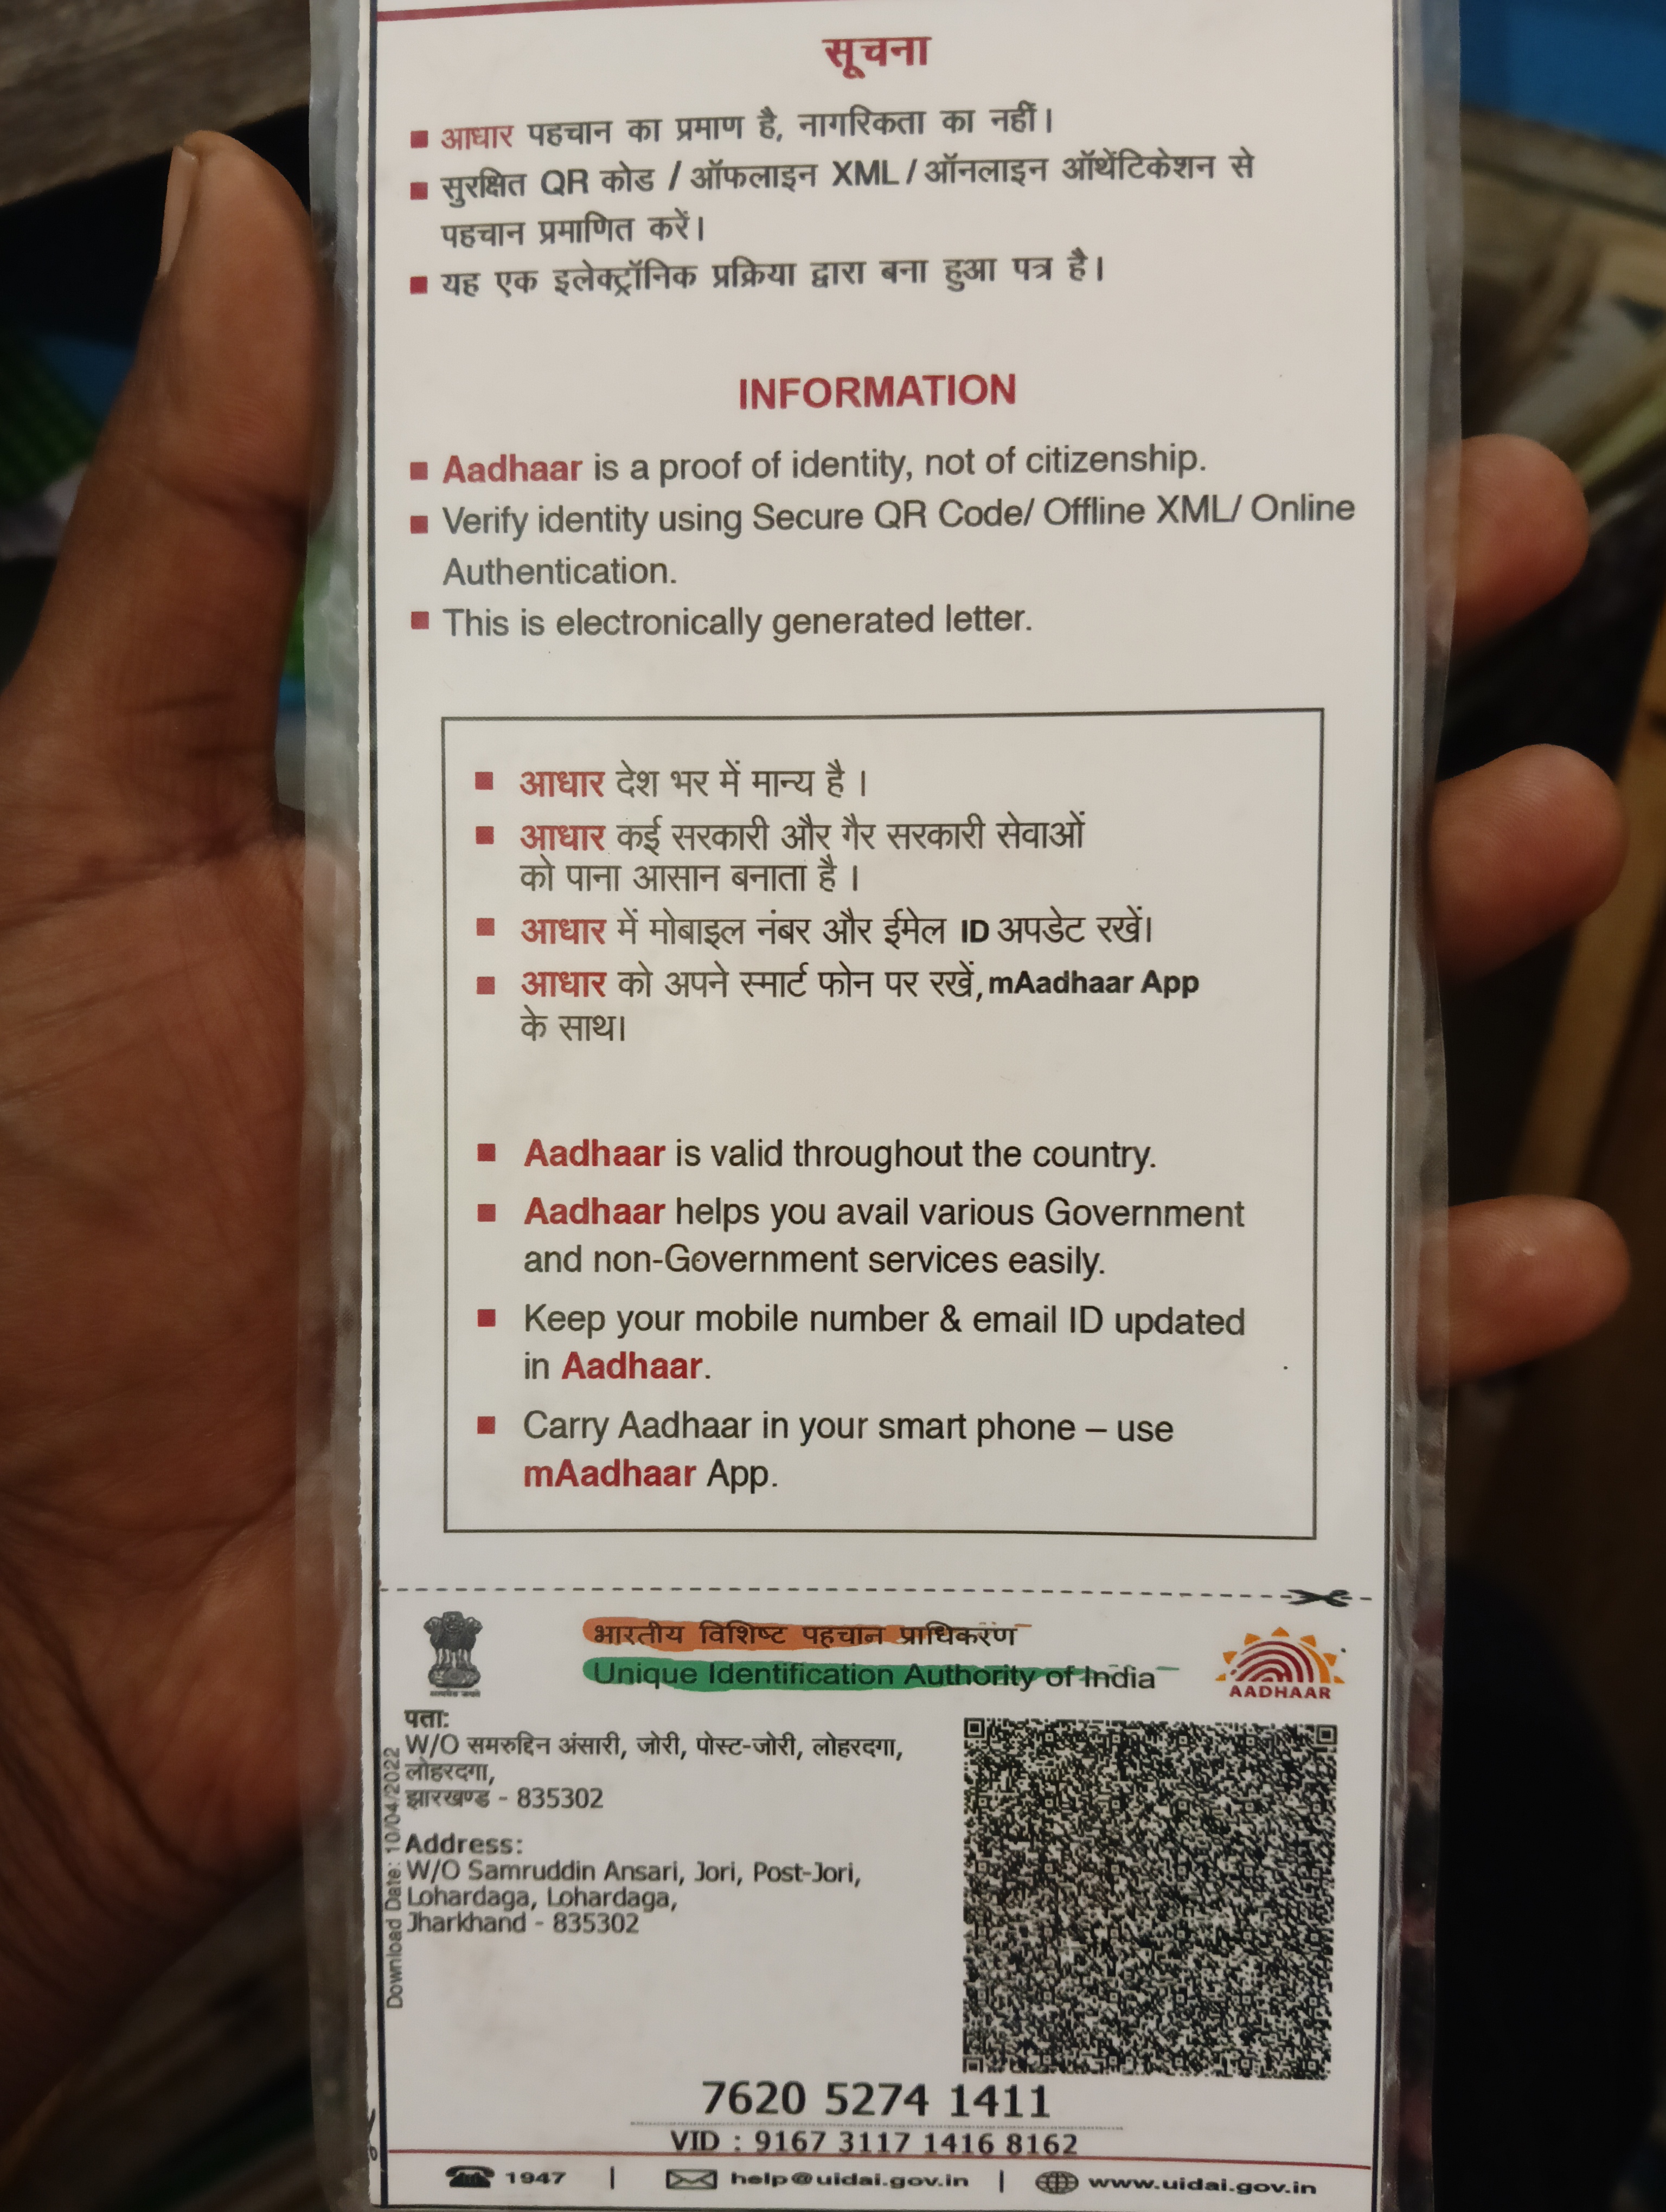 सूचना
आधार पहचान का प्रमाण है, नागरिकता का नहीं।
सुरक्षित QR कोड / ऑफलाइन XML / ऑनलाइन ऑथेंटिकेशन से
पहचान प्रमाणित करें।
यह एक इलेक्ट्रॉनिक प्रक्रिया द्वारा बना हुआ पत्र है।
INFORMATION
Aadhaar is a proof of identity, not of citizenship.
Verify identity using Secure QR Code/ Offline XML/ Online
Authentication.
This is electronically generated letter.
आधार देश भर में मान्य है ।
आधार कई सरकारी और गैर सरकारी सेवाओं
को पाना आसान बनाता है ।
आधार में मोबाइल नंबर और ईमेल ID अपडेट रखें।
आधार को अपने स्मार्ट फोन पर रखें, mAadhaar App
के साथ।
Aadhaar is valid throughout the country.
Aadhaar helps you avail various Government
and non-Government services easily.
Keep your mobile number & email ID updated
in Aadhaar.
Carry Aadhaar in your smart phone – use
mAadhaar App.
भारतीय विशिष्ट पहचान प्राधिकरण
Unique Identification Authority of India
AADHAAR
Download Date: 10/04/2022
पता:
W/O समरुद्दिन अंसारी, जोरी, पोस्ट-जोरी, लोहरदगा,
लोहरदगा,
झारखण्ड - 835302
Address:
W/O Samruddin Ansari, Jori, Post-Jori,
Lohardaga, Lohardaga,
Jharkhand - 835302
7620 5274 1411
VID : 9167 3117 1416 8162
1947 | help@uidai.gov.in | www.uidai.gov.in